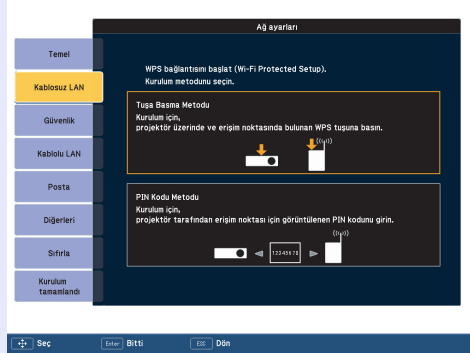 Ağ ayarları
Temel
Kablosuz LAN
Güvenlik
Kablolu LAN
Posta
Diğerleri
Sıfırla
Kurulum
tamamlandı
WPS bağlantısını başlat (Wi-Fi Protected Setup).
Kurulum metodunu seçin.
Tuşa Basma Metodu
Kurulum için,
projektör üzerinde ve erişim noktasında bulunan WPS tuşuna basın.
PIN Kodu Metodu
Kurulum için,
projektör tarafından erişim noktası için görüntülenen PIN kodunu girin.
12345678
Seç
Enter Bitti
ESC Dön